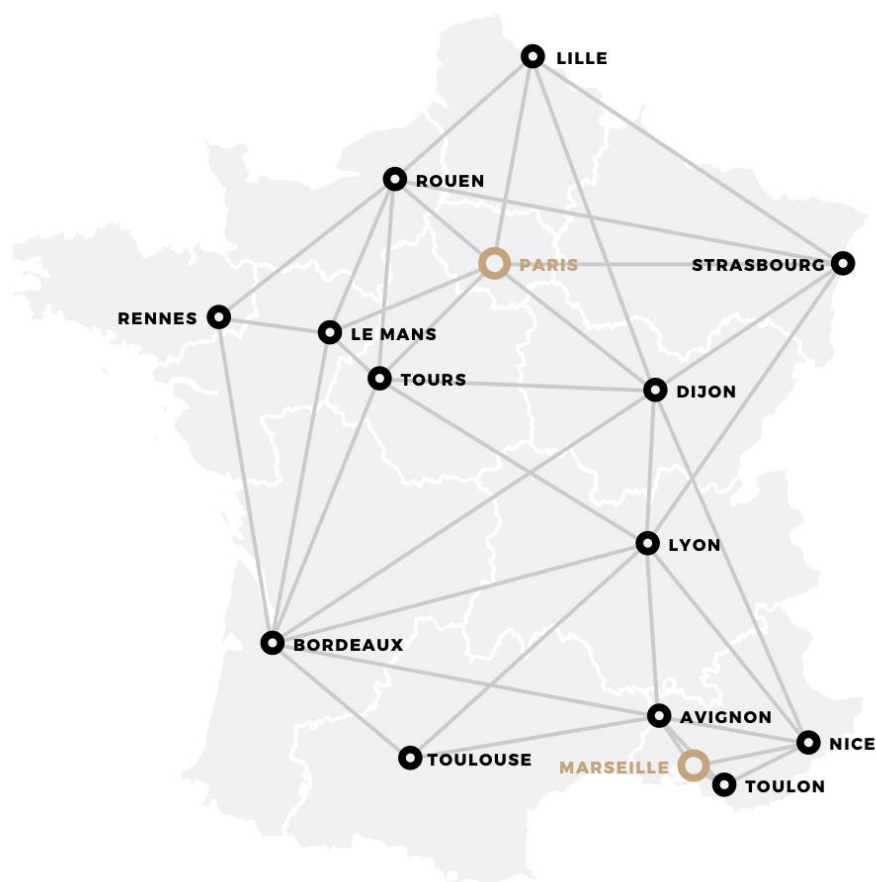 LILLE
ROUEN
PARIS
STRASBOURG
RENNES
LE MANS
TOURS
DIJON
LYON
BORDEAUX
AVIGNON
NICE
TOULOUSE
MARSEILLE
TOULON